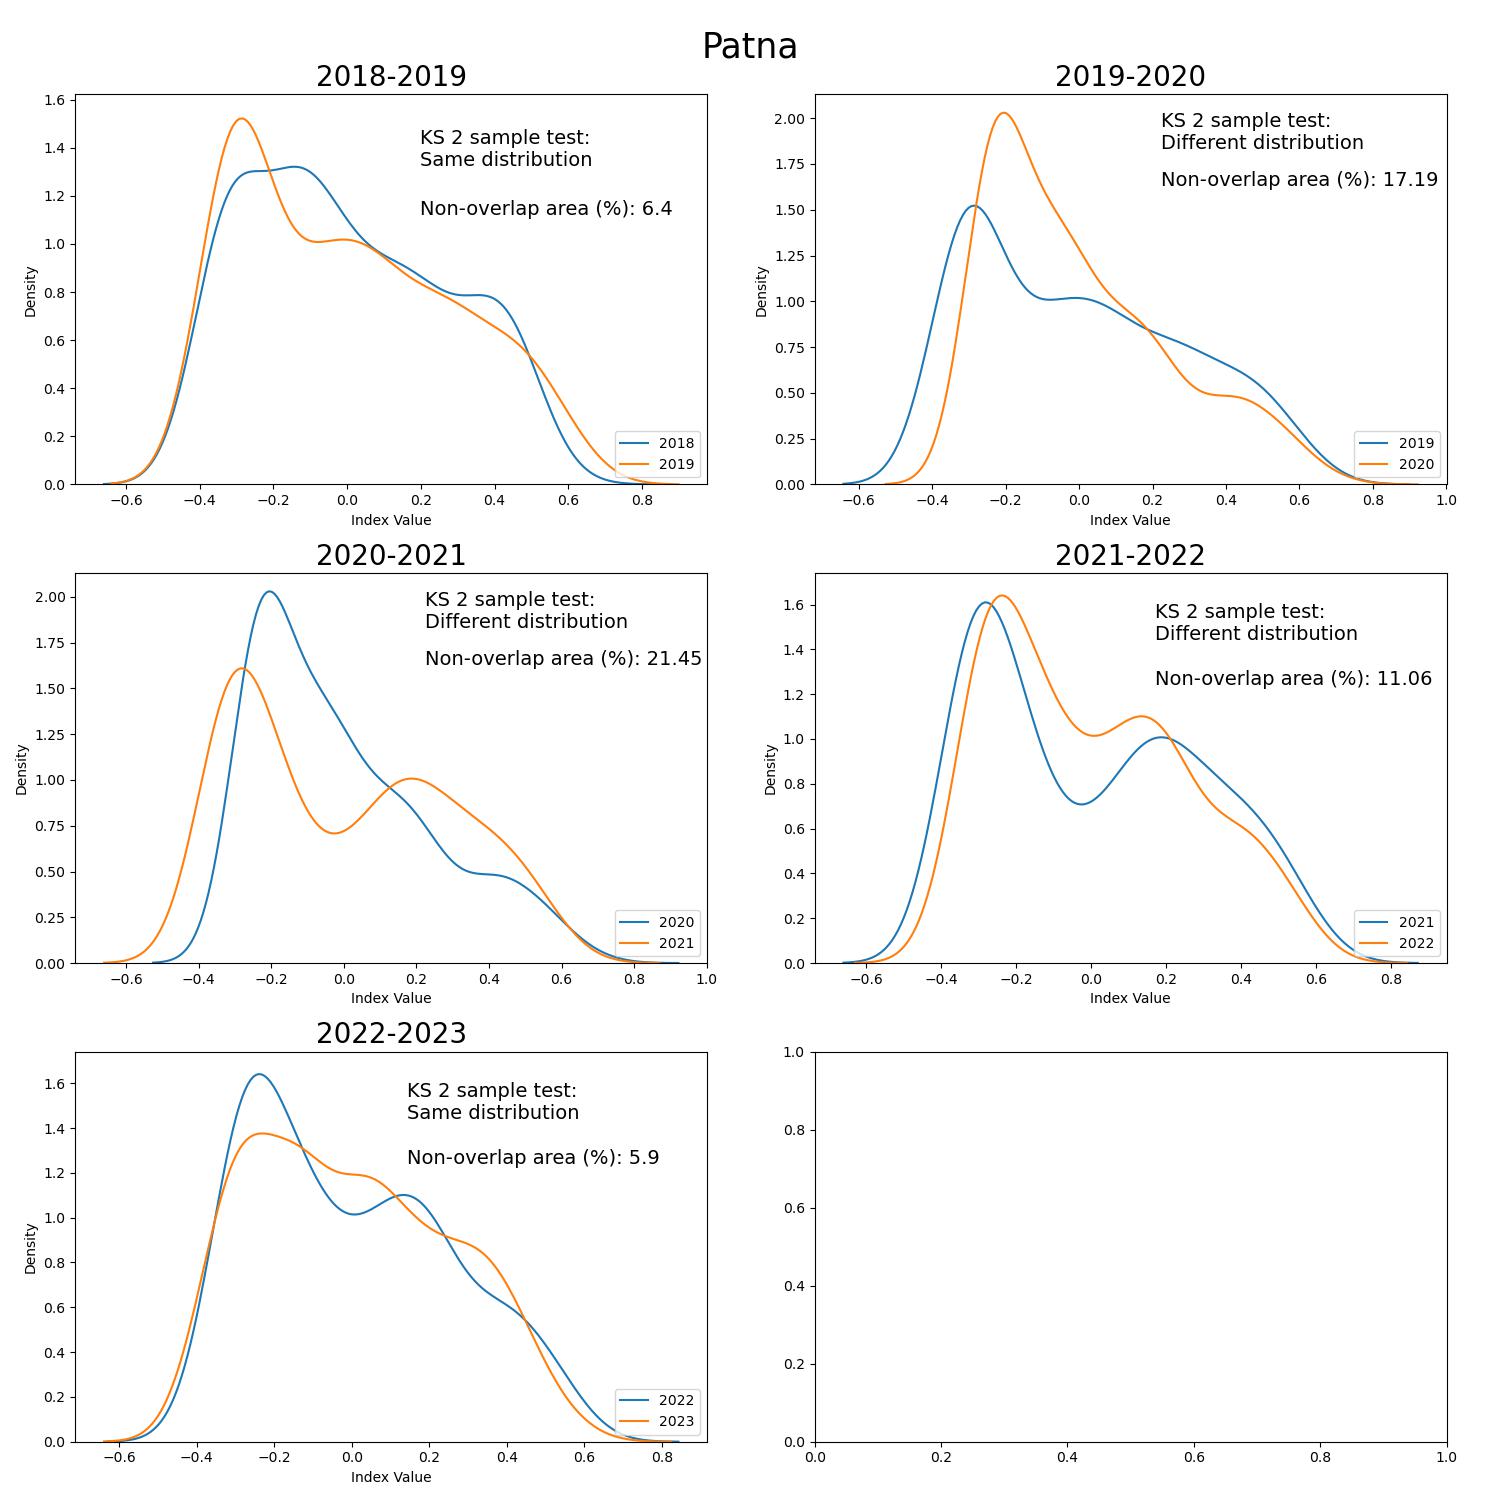 Patna
2018-2019
KS 2 sample test:
Same distribution
Non-overlap area (%): 6.4
Density
1.6
1.4
1.2
1.0
0.8
0.6
0.4
0.2
0.0
−0.6 −0.4 −0.2 0.0 0.2 0.4 0.6 0.8
Index Value
2018
2019
2019-2020
KS 2 sample test:
Different distribution
Non-overlap area (%): 17.19
Density
2.00
1.75
1.50
1.25
1.00
0.75
0.50
0.25
0.00
−0.6 −0.4 −0.2 0.0 0.2 0.4 0.6 0.8 1.0
Index Value
2019
2020
2020-2021
KS 2 sample test:
Different distribution
Non-overlap area (%): 21.45
Density
2.00
1.75
1.50
1.25
1.00
0.75
0.50
0.25
0.00
−0.6 −0.4 −0.2 0.0 0.2 0.4 0.6 0.8 1.0
Index Value
2020
2021
2021-2022
KS 2 sample test:
Different distribution
Non-overlap area (%): 11.06
Density
1.6
1.4
1.2
1.0
0.8
0.6
0.4
0.2
0.0
−0.6 −0.4 −0.2 0.0 0.2 0.4 0.6 0.8
Index Value
2021
2022
2022-2023
KS 2 sample test:
Same distribution
Non-overlap area (%): 5.9
Density
1.6
1.4
1.2
1.0
0.8
0.6
0.4
0.2
0.0
−0.6 −0.4 −0.2 0.0 0.2 0.4 0.6 0.8
Index Value
2022
2023
1.0
0.8
0.6
0.4
0.2
0.0
0.0 0.2 0.4 0.6 0.8 1.0